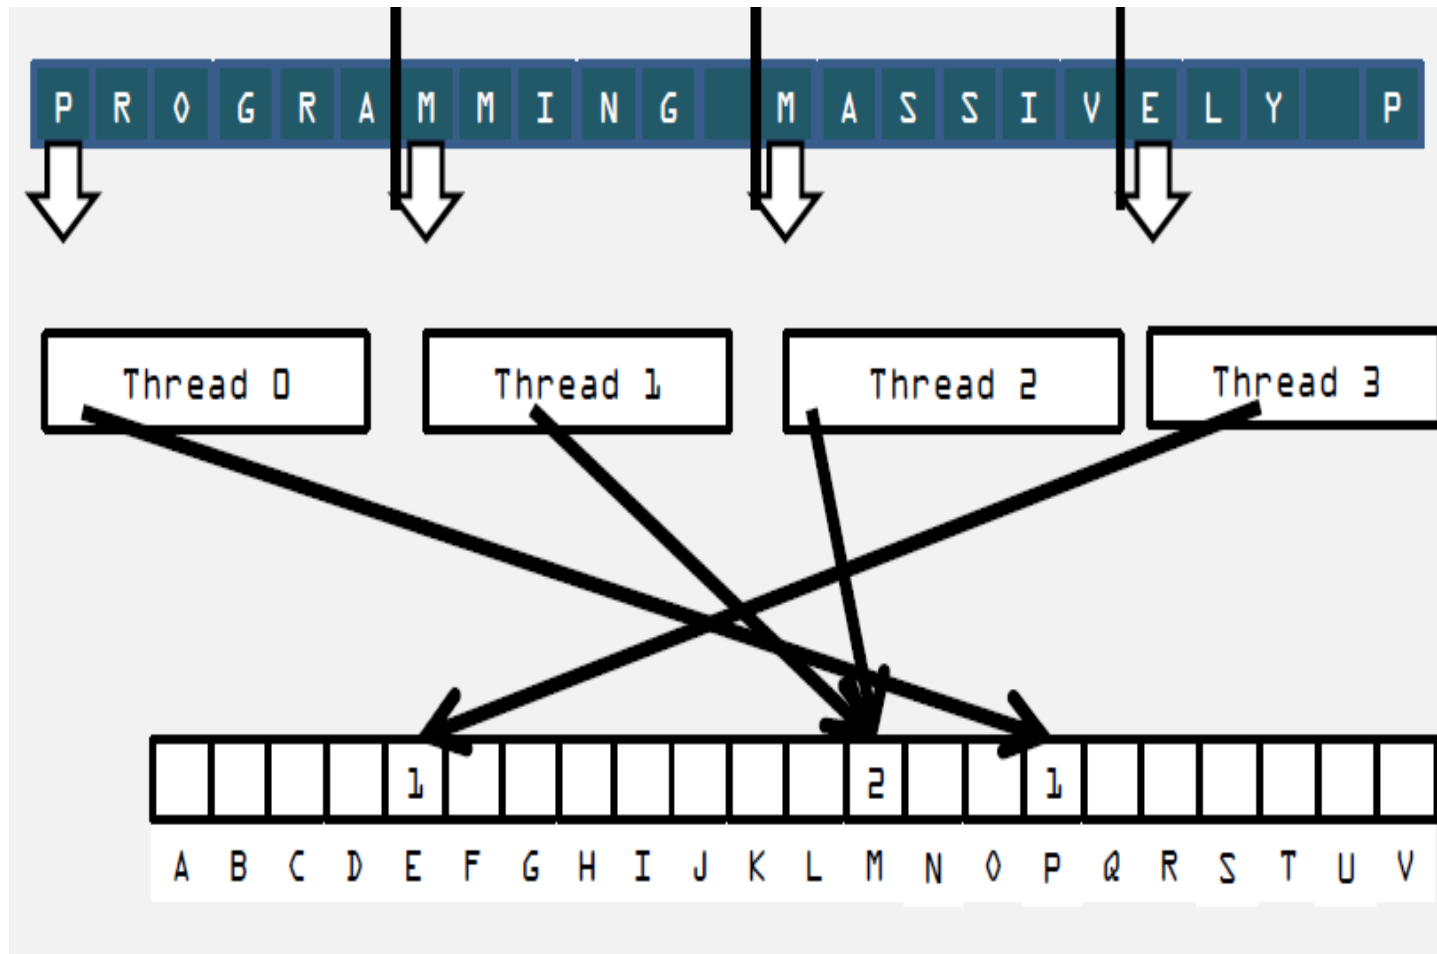 P R O G R A M M I N G M A S S I V E L Y P
Thread 0 Thread 1 Thread 2 Thread 3
1 2 1
A B C D E F G H I J K L M N O P Q R S T U V